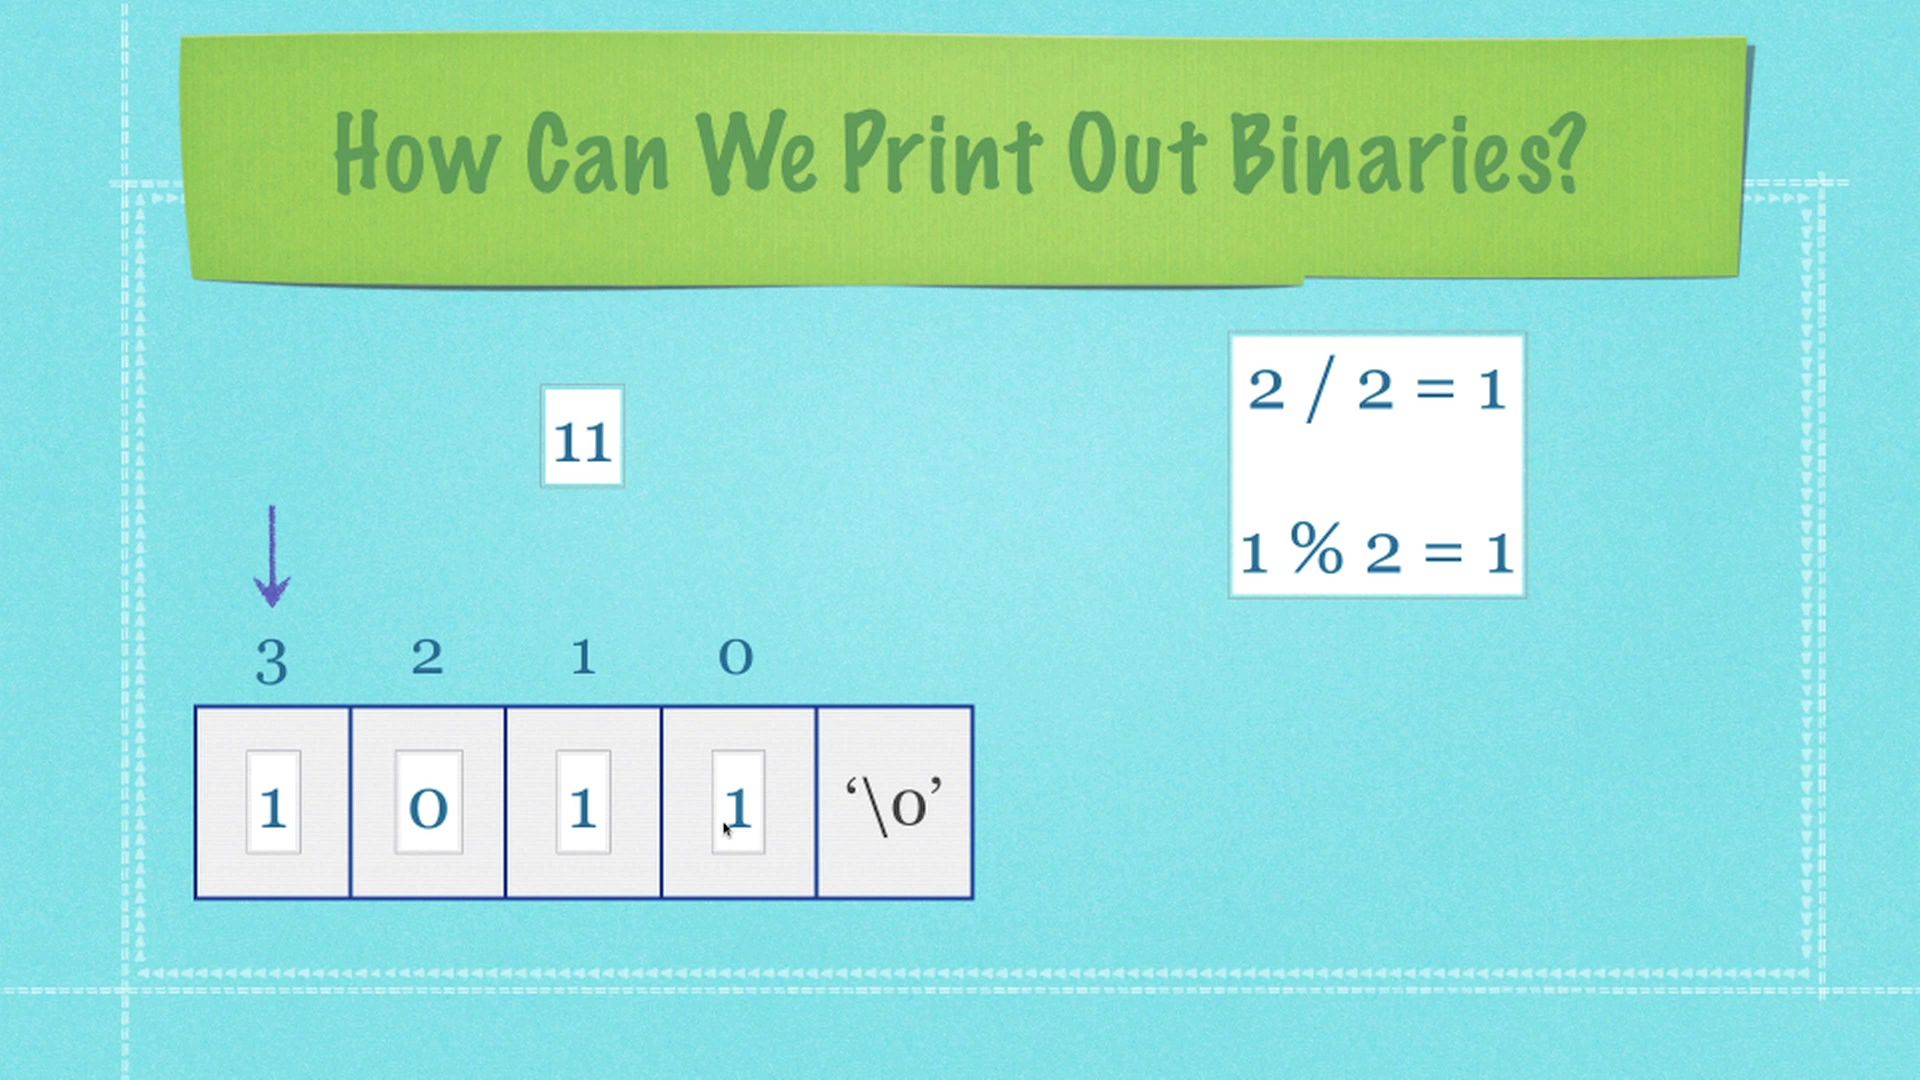 How Can We Print Out Binaries?
11
2 / 2 = 1
1 % 2 = 1
3 2 1 0
1 0 1 1 ‘\0’